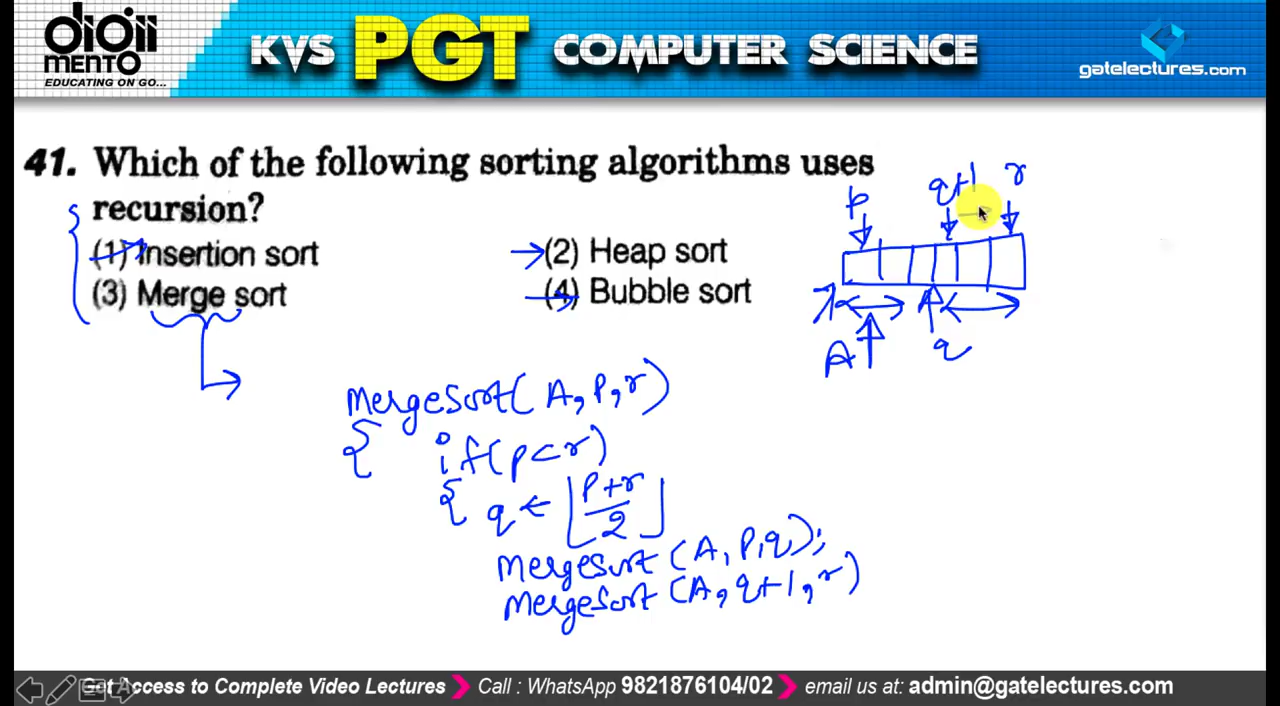 digii
mento
EDUCATING ON GO...
KVS PGT COMPUTER SCIENCE
gatelectures.com
41. Which of the following sorting algorithms uses
recursion?
(1) Insertion sort
(2) Heap sort
(3) Merge sort
(4) Bubble sort
p q+1 r
A q
MergeSort(A, P, r)
{ if(p<r)
{ q ← ⌊p+r/2⌋
MergeSort (A, P, q);
MergeSort (A, q+1, r)
Get Access to Complete Video Lectures
Call : WhatsApp 9821876104/02
email us at: admin@gatelectures.com